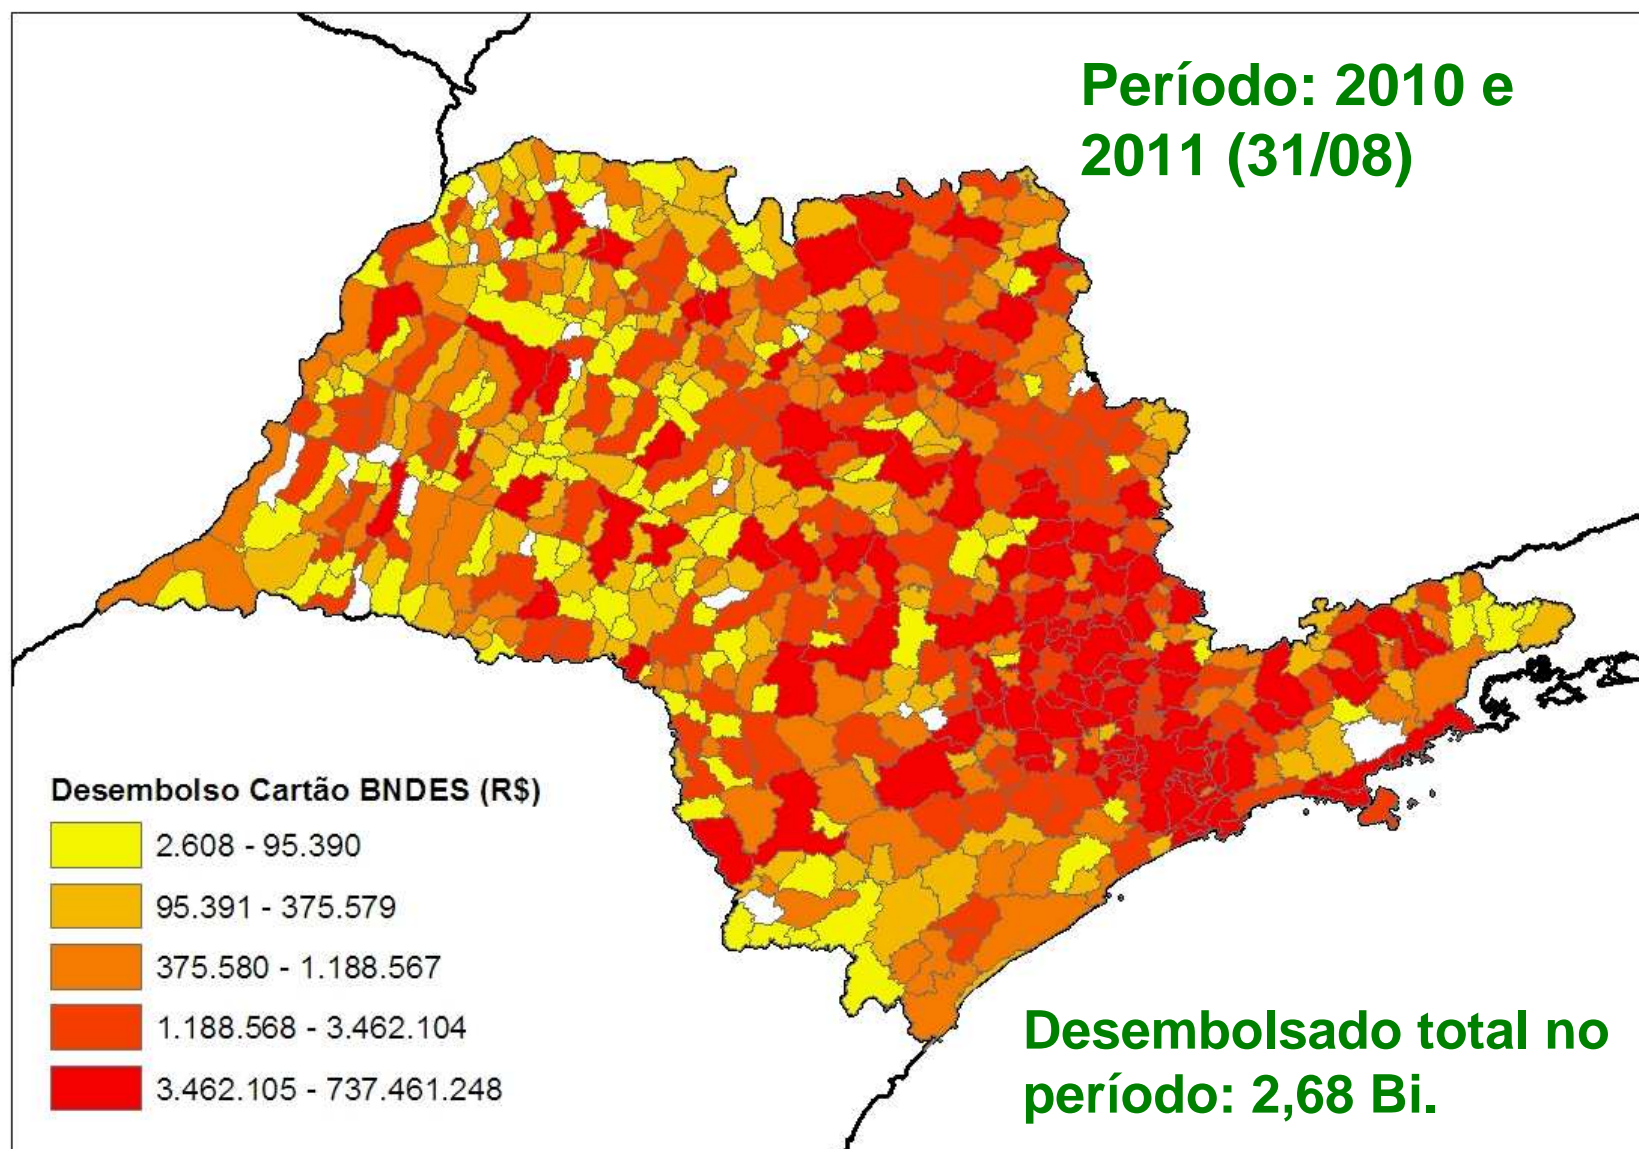 Período: 2010 e
2011 (31/08)
Desembolso Cartão BNDES (R$)
2.608 - 95.390
95.391 - 375.579
375.580 - 1.188.567
1.188.568 - 3.462.104
3.462.105 - 737.461.248
Desembolsado total no
período: 2,68 Bi.